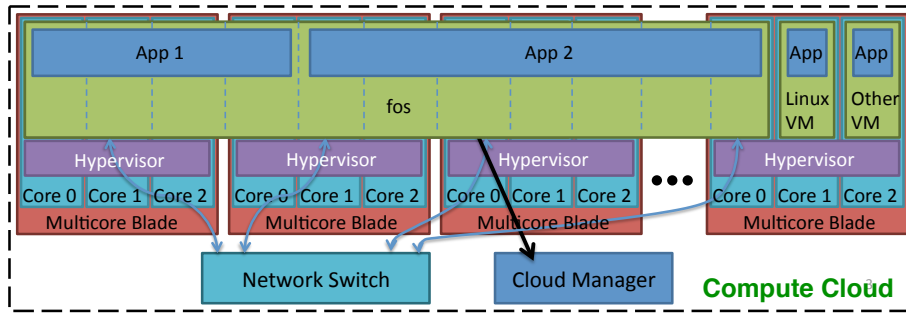 App 1
App 2
App
App
fos
Linux
VM
Other
VM
Hypervisor
Hypervisor
Hypervisor
Hypervisor
Core 0 Core 1 Core 2
Core 0 Core 1 Core 2
Core 0 Core 1 Core 2
Core 0 Core 1 Core 2
Multicore Blade
Multicore Blade
Multicore Blade
Multicore Blade
Network Switch
Cloud Manager
Compute Cloud